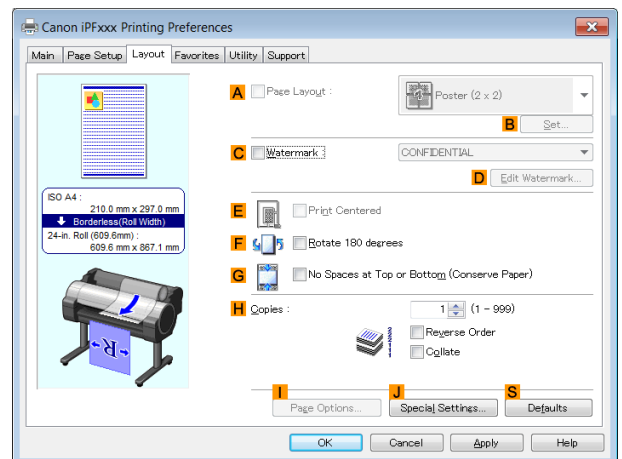 Canon iPFxxx Printing Preferences
Main Page Setup Layout Favorites Utility Support
A Page Layout : Poster (2 x 2)
B Set...
C Watermark : CONFIDENTIAL
D Edit Watermark...
ISO A4 :
210.0 mm x 297.0 mm
Borderless(Roll Width)
24-in. Roll (609.6mm) :
609.6 mm x 867.1 mm
E Print Centered
F Rotate 180 degrees
G No Spaces at Top or Bottom (Conserve Paper)
H Copies : 1 (1 - 999)
Reverse Order
Collate
R
I J S
Page Options... Special Settings... Defaults
OK Cancel Apply Help